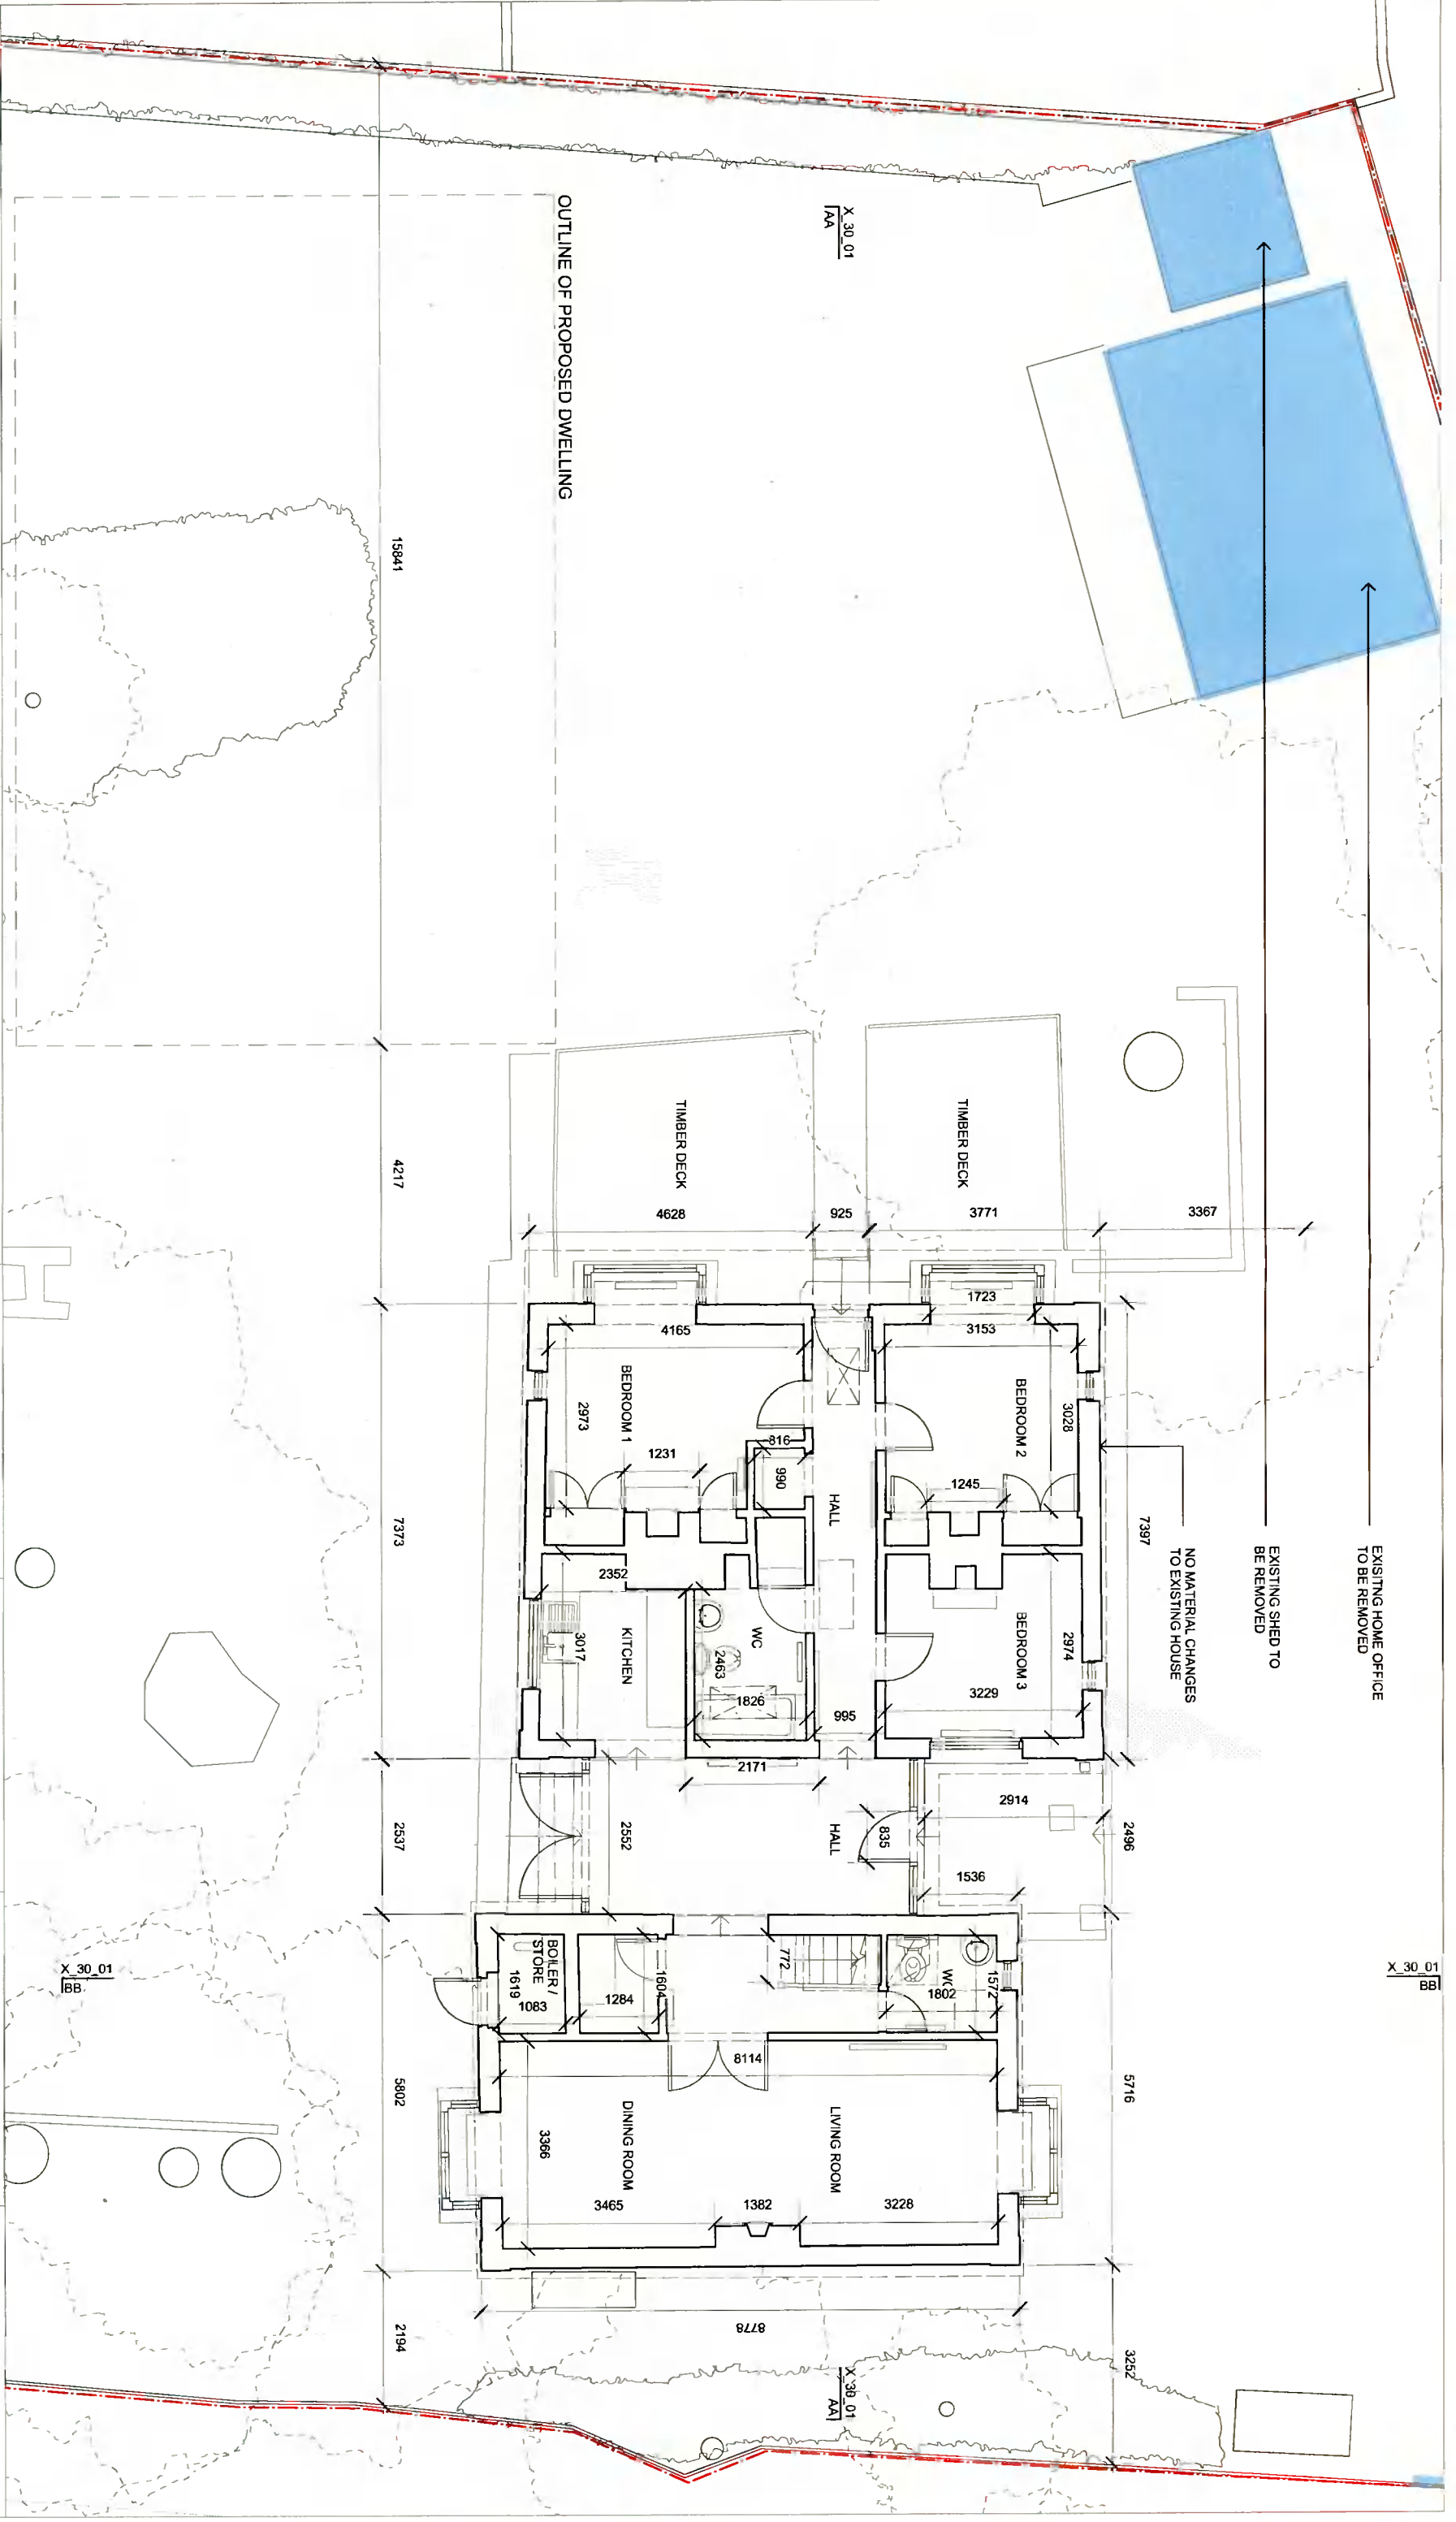 EXISITNG HOME OFFICE
TO BE REMOVED
EXISTING SHED TO
BE REMOVED
NO MATERIAL CHANGES
TO EXISTING HOUSE
X_30_01
BB
X_30_01
AA
OUTLINE OF PROPOSED DWELLING
15841
4217
7373
2537
5802
2194
7397
2496
5716
3252
3367
3771
925
4628
TIMBER DECK
TIMBER DECK
1723
3153
BEDROOM 2
3028
1245
4165
BEDROOM 1
2973
1231
816
990
HALL
BEDROOM 3
2974
3229
WC
2463
1826
995
2352
KITCHEN
3017
2171
2914
835
HALL
2552
1536
WC
1572
1802
772
1604
1284
BOILER /
STORE
1619
1083
8114
LIVING ROOM
DINING ROOM
3366
3465
1382
3228
8778
X_30_01
AA
X_30_01
BB